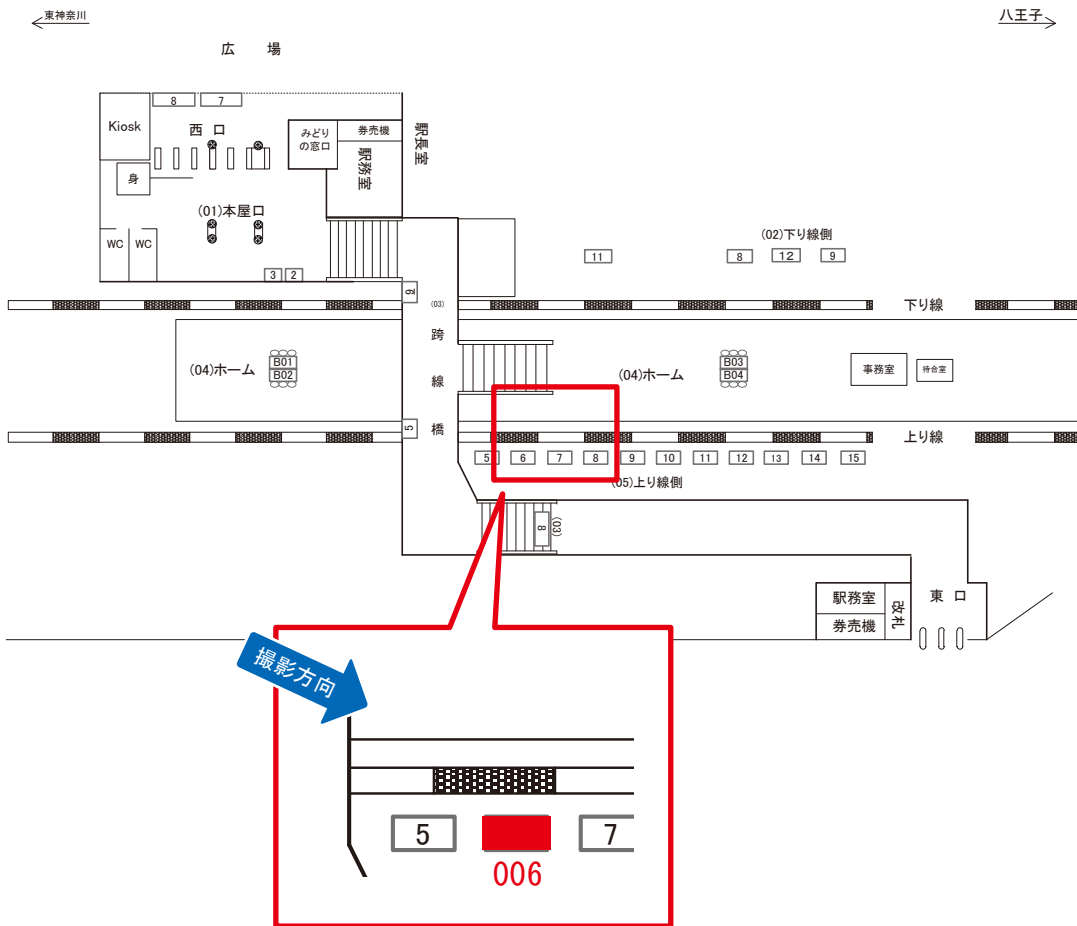 東神奈川
八王子
広 場
8
7
Kiosk
西 口
みどり
の窓口
券売機
駅務室
駅長室
身
(01)本屋口
WC
WC
3
2
9
(03)
跨線橋
5
11
(02)下り線側
8
12
9
下り線
(04)ホーム
B01
B02
(04)ホーム
B03
B04
事務室
待合室
上り線
5
6
7
8
9
10
11
12
13
14
15
(05)上り線側
8
(03)
駅務室
券売機
改札
東 口
撮影方向
5
7
006